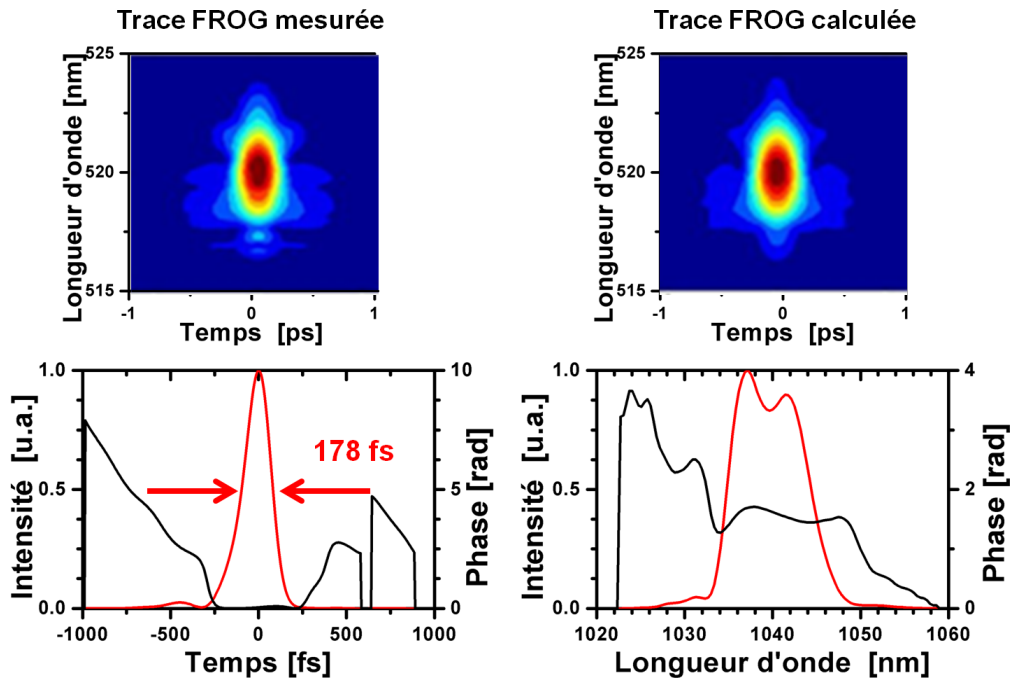 Trace FROG mesurée
Trace FROG calculée
Longueur d'onde [nm]
525
520
515
-1
0
1
Temps [ps]
Longueur d'onde [nm]
525
520
515
-1
0
1
Temps [ps]
Intensité [u.a.]
1.0
0.5
0.0
178 fs
10
5
0
Phase [rad]
-1000
-500
0
500
1000
Temps [fs]
Intensité [u.a.]
1.0
0.5
0.0
4
3
2
1
0
Phase [rad]
1020
1030
1040
1050
1060
Longueur d'onde [nm]